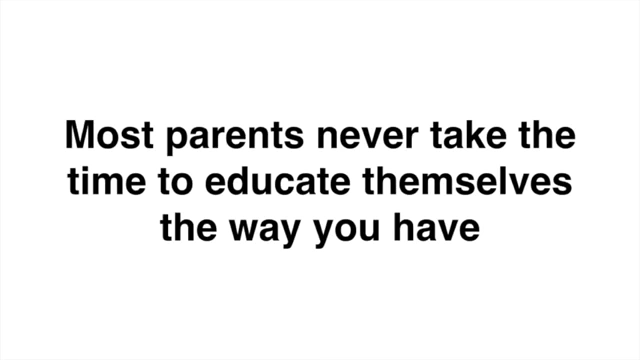 Most parents never take the
time to educate themselves
the way you have